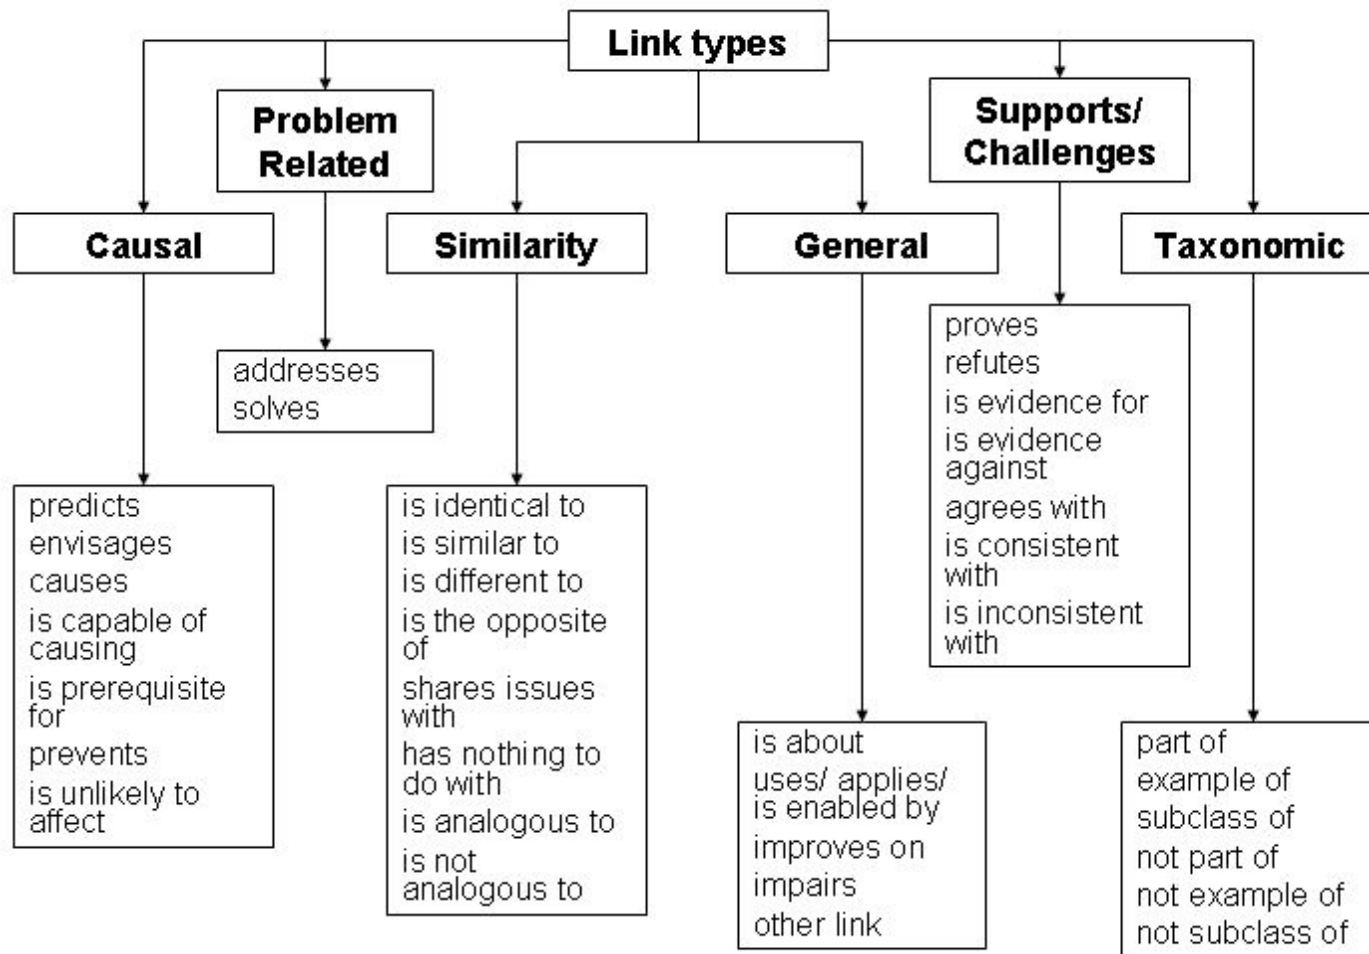 Link types
Problem
Related
Supports/
Challenges
Causal
Similarity
General
Taxonomic
addresses
solves
proves
refutes
is evidence for
is evidence
against
agrees with
is consistent
with
is inconsistent
with
predicts
envisages
causes
is capable of
causing
is prerequisite
for
prevents
is unlikely to
affect
is identical to
is similar to
is different to
is the opposite
of
shares issues
with
has nothing to
do with
is analogous to
is not
analogous to
is about
uses/ applies/
is enabled by
improves on
impairs
other link
part of
example of
subclass of
not part of
not example of
not subclass of